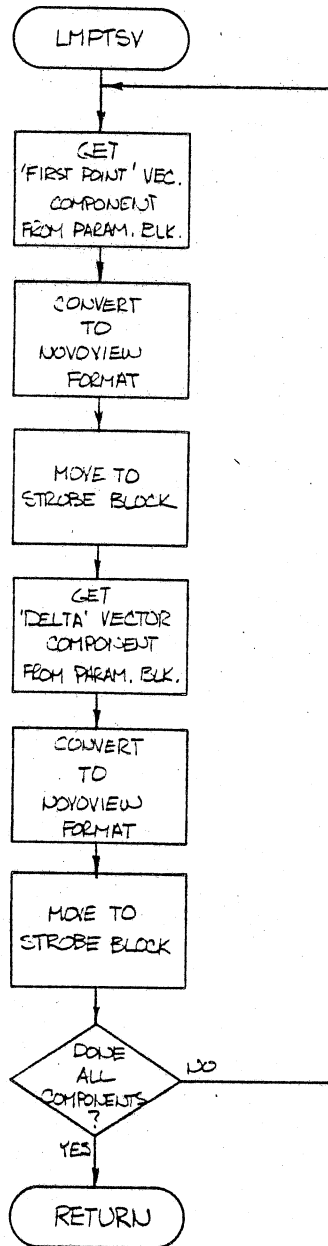 LMPTSV
GET
'FIRST POINT' VEC.
COMPONENT
FROM PARAM. BLK.
CONVERT
TO
NOVOVIEW
FORMAT
MOVE TO
STROBE BLOCK
GET
'DELTA' VECTOR
COMPONENT
FROM PARAM. BLK.
CONVERT
TO
NOVOVIEW
FORMAT
MOVE TO
STROBE BLOCK
DONE
ALL
COMPONENTS
?
NO
YES
RETURN